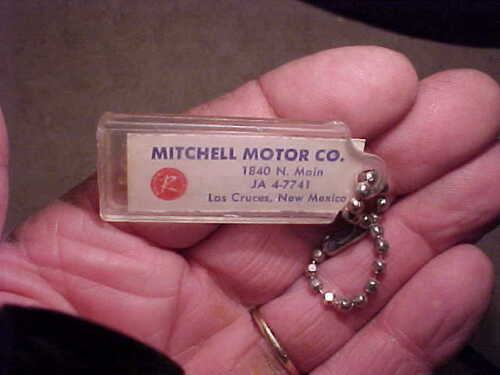 MITCHELL MOTOR CO.
1840 N. Main
JA 4-7741
Las Cruces, New Mexico
R